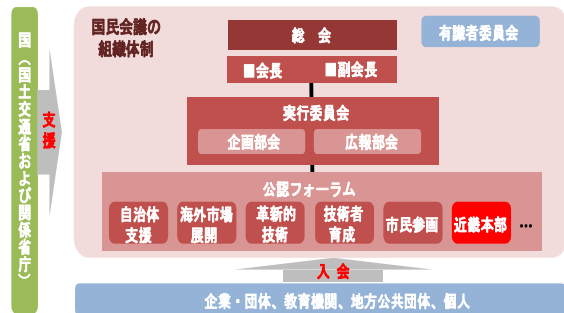 国(国土交通省および関係省庁)
支援
国民会議の
組織体制
総 会
有識者委員会
■会長 ■副会長
実行委員会
企画部会
広報部会
公認フォーラム
自治体
支援
海外市場
展開
革新的
技術
技術者
育成
市民参画
近畿本部
…
入 会
企業・団体、教育機関、地方公共団体、個人